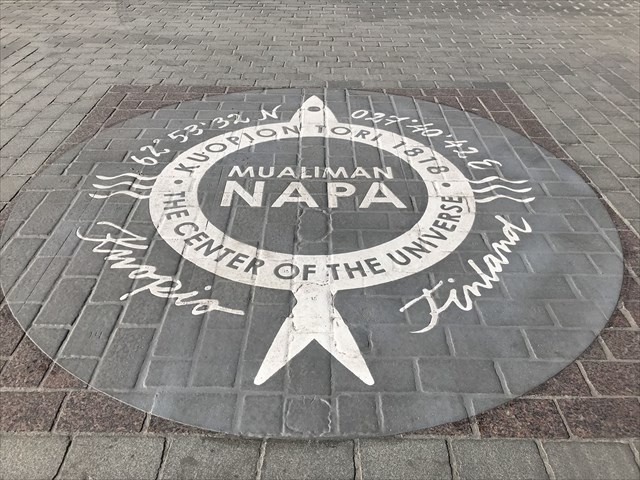 62°53'32 N 027°40'42 E
KUOPION TORI 1818
MUALIMAN
NAPA
• THE CENTER OF THE UNIVERSE •
Kuopio Finland